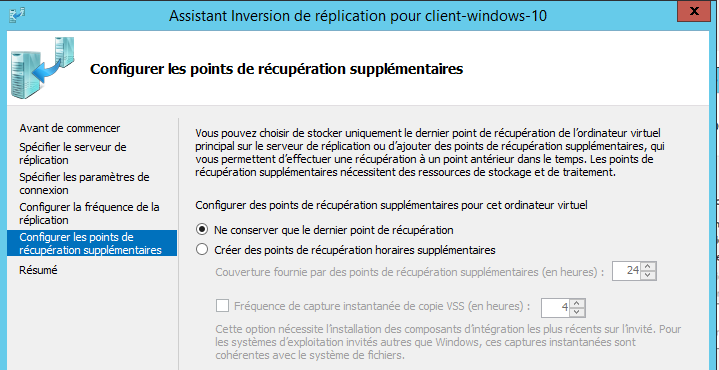 Assistant Inversion de réplication pour client-windows-10
x
Configurer les points de récupération supplémentaires
Avant de commencer
Spécifier le serveur de
réplication
Spécifier les paramètres de
connexion
Configurer la fréquence de la
réplication
Configurer les points de
récupération supplémentaires
Résumé
Vous pouvez choisir de stocker uniquement le dernier point de récupération de l'ordinateur virtuel
principal sur le serveur de réplication ou d'ajouter des points de récupération supplémentaires, qui
vous permettent d'effectuer une récupération à un point antérieur dans le temps. Les points de
récupération supplémentaires nécessitent des ressources de stockage et de traitement.
Configurer des points de récupération supplémentaires pour cet ordinateur virtuel
Ne conserver que le dernier point de récupération
Créer des points de récupération horaires supplémentaires
Couverture fournie par des points de récupération supplémentaires (en heures) : 24
Fréquence de capture instantanée de copie VSS (en heures) : 4
Cette option nécessite l'installation des composants d'intégration les plus récents sur l'invité. Pour
les systèmes d'exploitation invités autres que Windows, ces captures instantanées sont
cohérentes avec le système de fichiers.